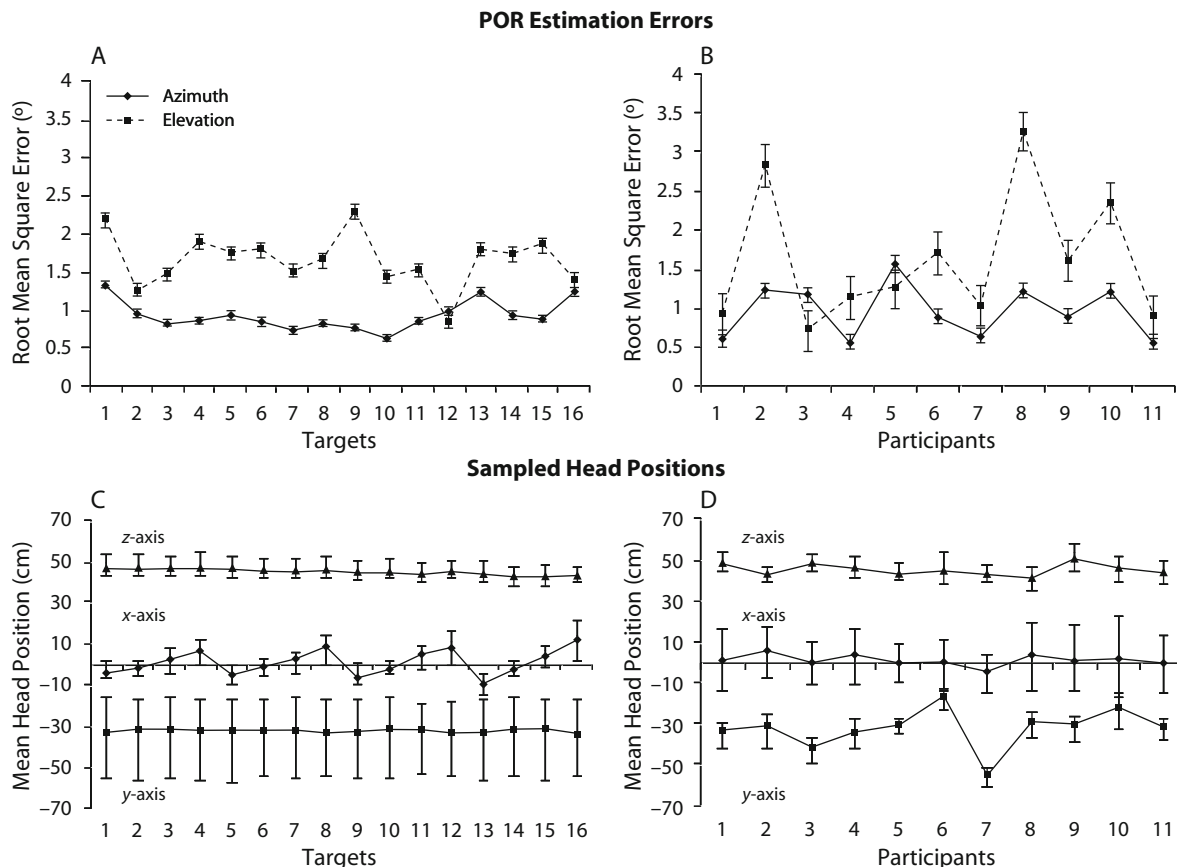 POR Estimation Errors
A
4
3.5
3
2.5
2
1.5
1
0.5
0
Root Mean Square Error (º)
Azimuth
Elevation
1 2 3 4 5 6 7 8 9 10 11 12 13 14 15 16
Targets
B
4
3.5
3
2.5
2
1.5
1
0.5
0
Root Mean Square Error (º)
1 2 3 4 5 6 7 8 9 10 11
Participants
Sampled Head Positions
C
70
50
30
10
−10
−30
−50
−70
Mean Head Position (cm)
z-axis
x-axis
y-axis
1 2 3 4 5 6 7 8 9 10 11 12 13 14 15 16
Targets
D
70
50
30
10
−10
−30
−50
−70
Mean Head Position (cm)
z-axis
x-axis
y-axis
1 2 3 4 5 6 7 8 9 10 11
Participants